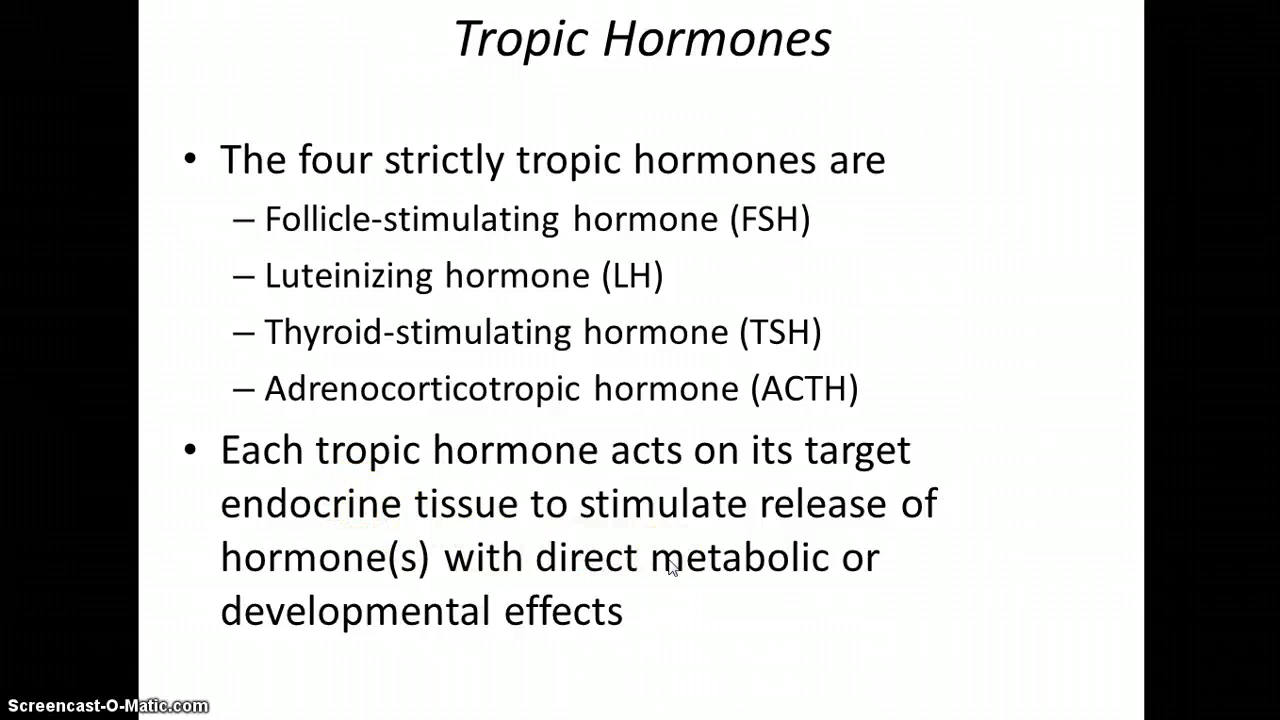 Tropic Hormones
• The four strictly tropic hormones are
– Follicle-stimulating hormone (FSH)
– Luteinizing hormone (LH)
– Thyroid-stimulating hormone (TSH)
– Adrenocorticotropic hormone (ACTH)
• Each tropic hormone acts on its target
endocrine tissue to stimulate release of
hormone(s) with direct metabolic or
developmental effects
Screencast-O-Matic.com